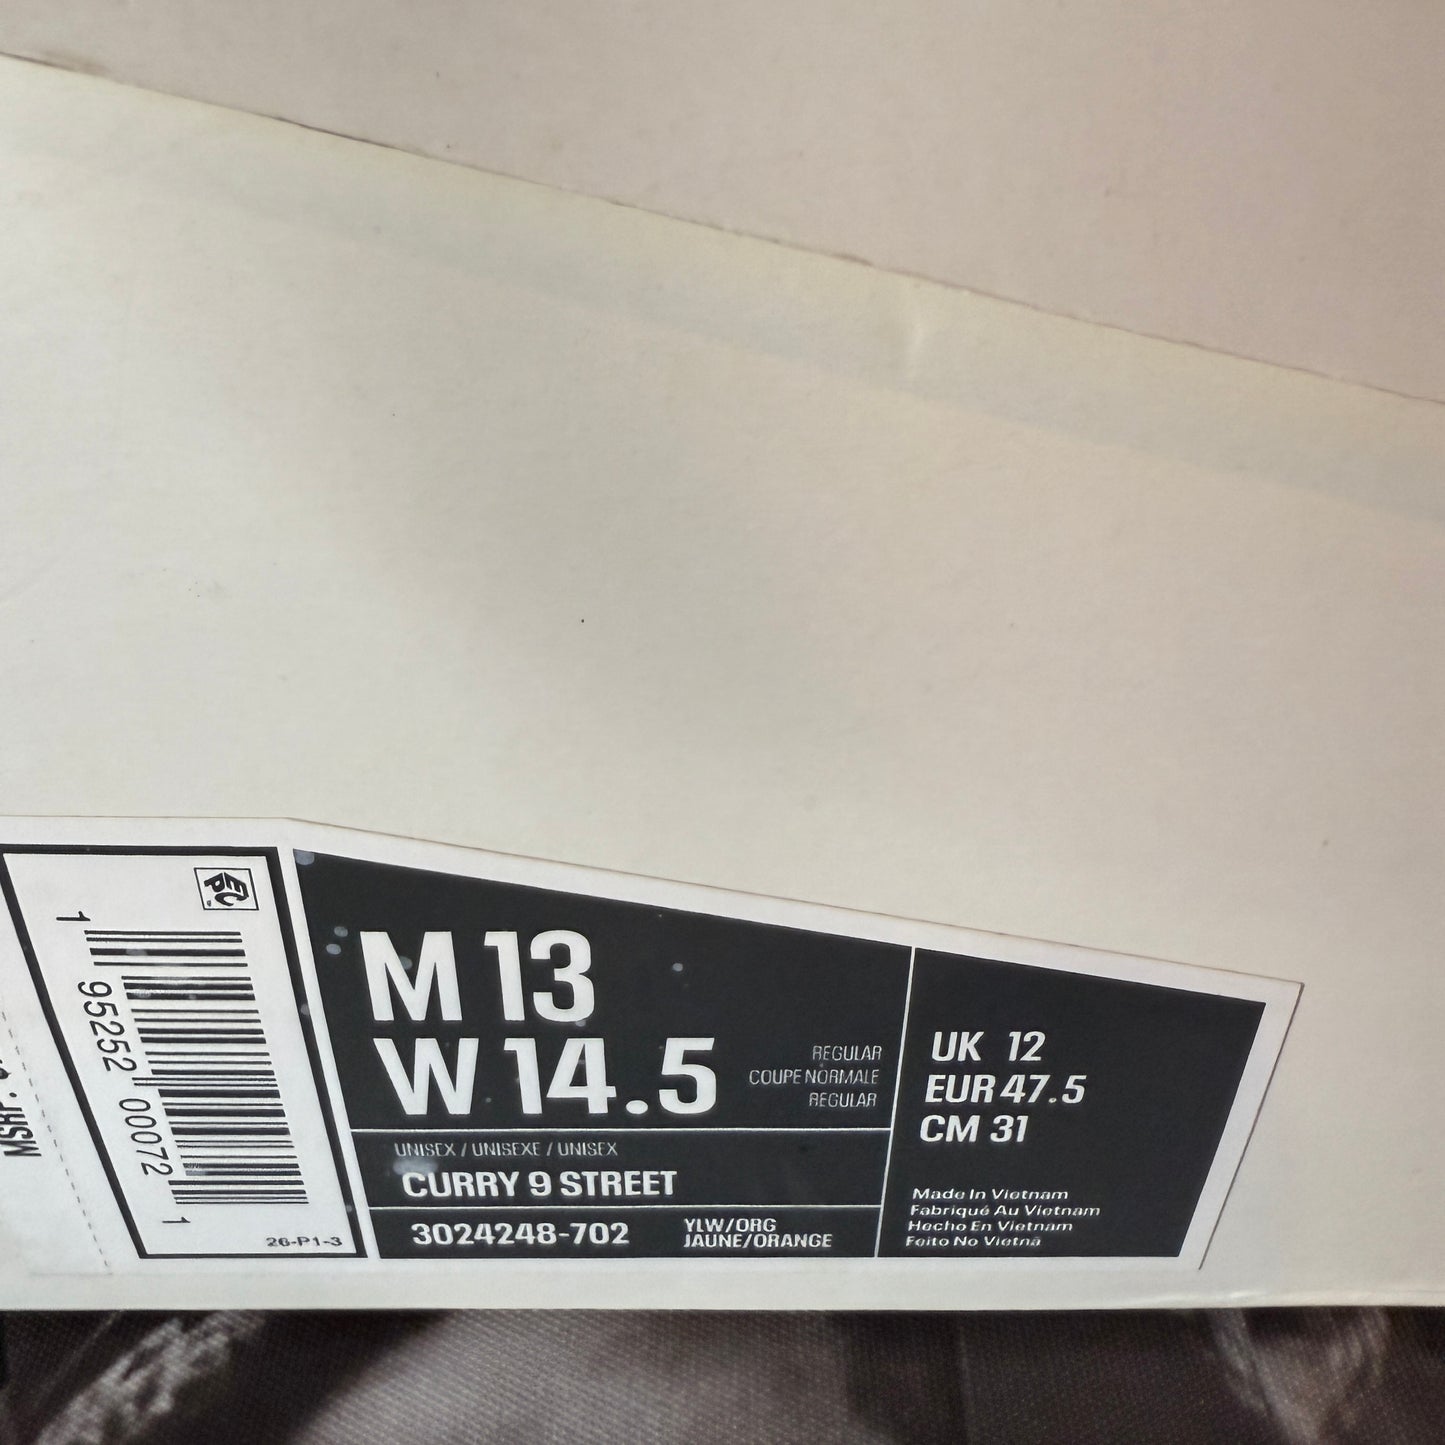 MSRP: $
EC
P
1 95252 00072 1
26-P1-3
M 13
W 14.5
REGULAR
COUPE NORMALE
REGULAR
UNISEX / UNISEXE / UNISEX
CURRY 9 STREET
3024248-702
YLW/ORG
JAUNE/ORANGE
UK 12
EUR 47.5
CM 31
Made In Vietnam
Fabriqué Au Vietnam
Hecho En Vietnam
Feito No Vietnã